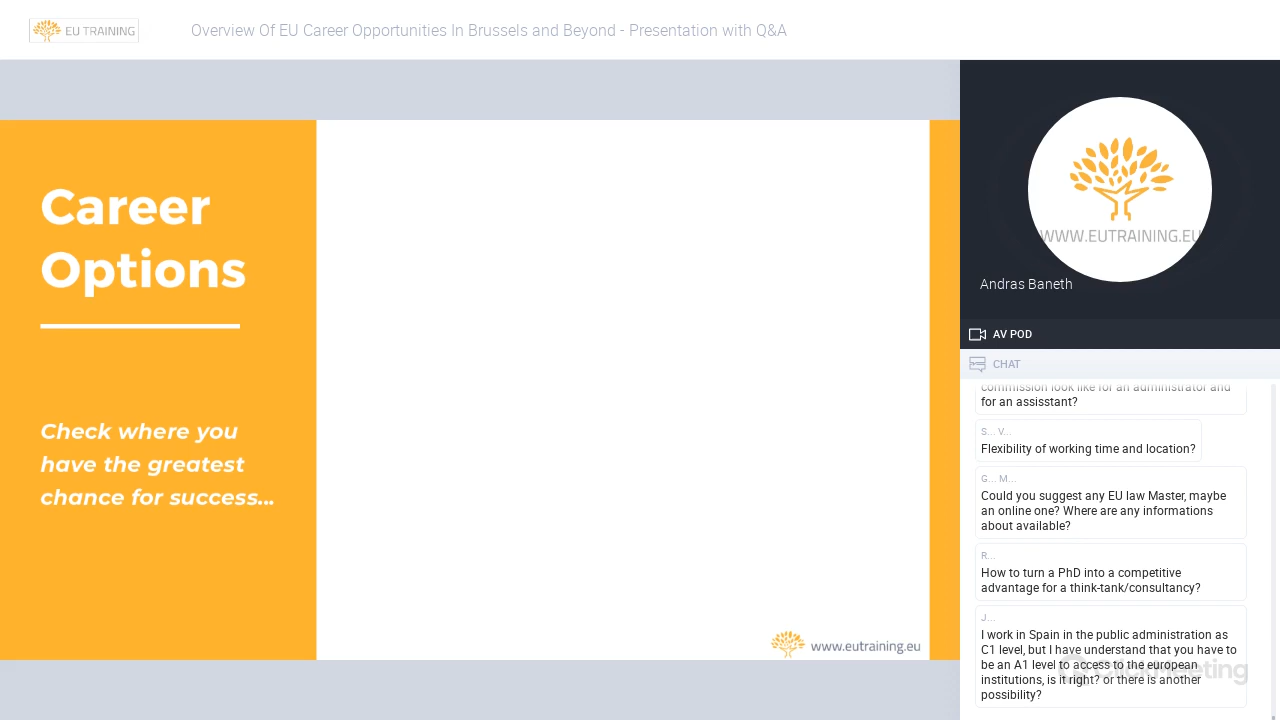 EU TRAINING
Overview Of EU Career Opportunities In Brussels and Beyond - Presentation with Q&A
Career
Options
Check where you
have the greatest
chance for success...
www.eutraining.eu
WWW.EUTRAINING.EU
Andras Baneth
AV POD
CHAT
commission look like for an administrator and
for an assisstant?
S... V...
Flexibility of working time and location?
G... M...
Could you suggest any EU law Master, maybe
an online one? Where are any informations
about available?
R...
How to turn a PhD into a competitive
advantage for a think-tank/consultancy?
J...
I work in Spain in the public administration as
C1 level, but I have understand that you have to
be an A1 level to access to the european
institutions, is it right? or there is another
possibility?
ClickMeeting